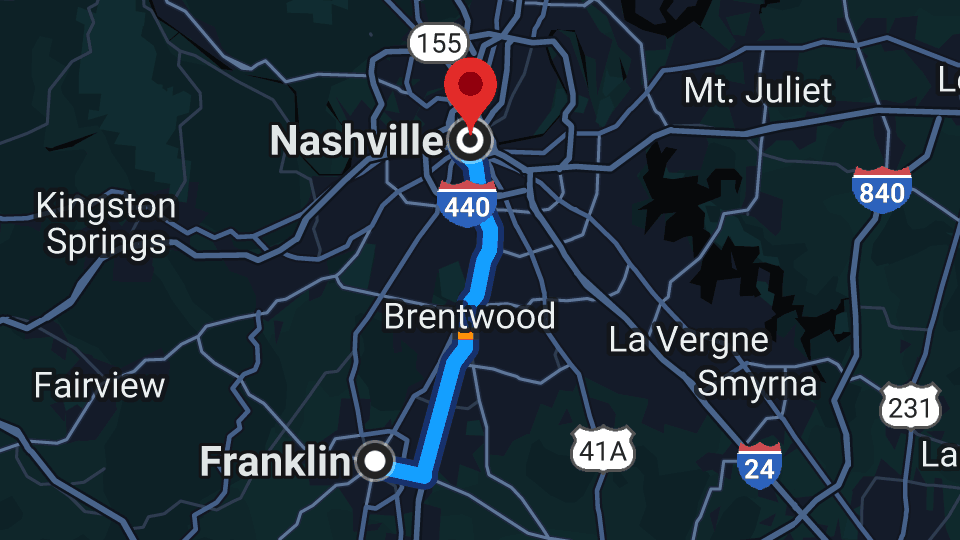 155
Mt. Juliet
Nashville
840
Kingston
Springs
440
Brentwood
La Vergne
Smyrna
Fairview
231
41A
Franklin
24